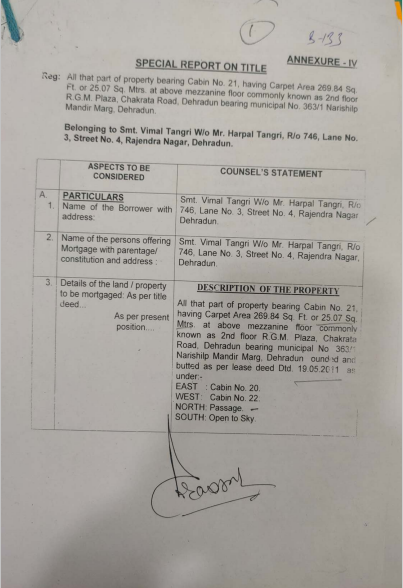 1
B-133
ANNEXURE - IV
SPECIAL REPORT ON TITLE
Reg: All that part of property bearing Cabin No. 21, having Carpet Area 269.84 Sq.
Ft. or 25.07 Sq. Mtrs. at above mezzanine floor commonly known as 2nd floor
R.G.M. Plaza, Chakrata Road, Dehradun bearing municipal No. 363/1 Narishilp
Mandir Marg, Dehradun.
Belonging to Smt. Vimal Tangri W/o Mr. Harpal Tangri, R/o 746, Lane No.
3, Street No. 4, Rajendra Nagar, Dehradun.
ASPECTS TO BE
CONSIDERED
COUNSEL'S STATEMENT
A. PARTICULARS
1. Name of the Borrower with
address:
Smt. Vimal Tangri W/o Mr. Harpal Tangri, R/o
746, Lane No. 3, Street No. 4, Rajendra Nagar
Dehradun.
2. Name of the persons offering
Mortgage with parentage/
constitution and address :
Smt. Vimal Tangri W/o Mr. Harpal Tangri, R/o
746, Lane No. 3, Street No. 4, Rajendra Nagar,
Dehradun.
3. Details of the land / property
to be mortgaged: As per title
deed...
As per present
position....
DESCRIPTION OF THE PROPERTY
All that part of property bearing Cabin No. 21,
having Carpet Area 269.84 Sq. Ft. or 25.07 Sq.
Mtrs. at above mezzanine floor commonly
known as 2nd floor R.G.M. Plaza, Chakrata
Road, Dehradun bearing municipal No 363/1
Narishilp Mandir Marg, Dehradun ounded and
butted as per lease deed Dtd. 19.05.2011 as
under:-
EAST : Cabin No. 20.
WEST: Cabin No. 22.
NORTH: Passage.
SOUTH: Open to Sky.